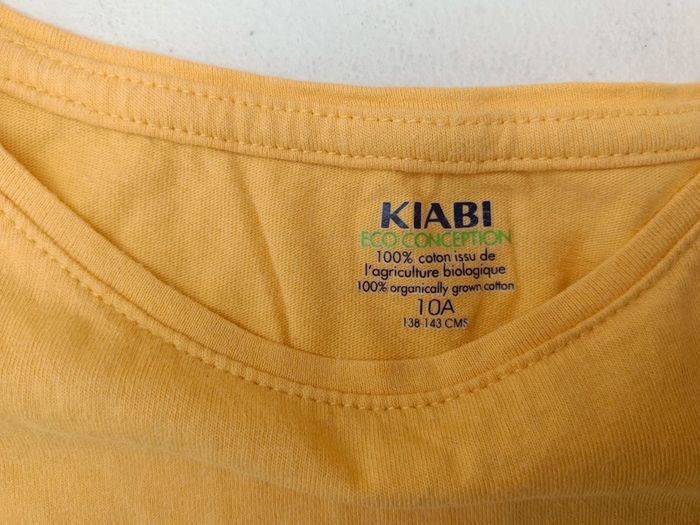 KIABI
ECO CONCEPTION
100% coton issu de
l'agriculture biologique
100% organically grown cotton
10A
138-143 CMS